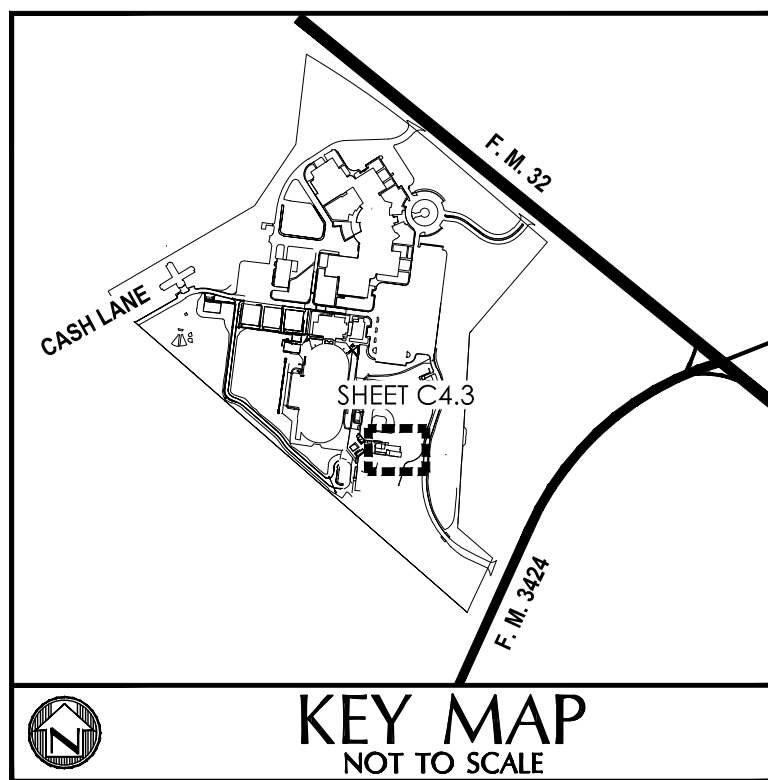 F. M. 32
CASH LANE
SHEET C4.3
F. M. 3424
N
KEY MAP
NOT TO SCALE